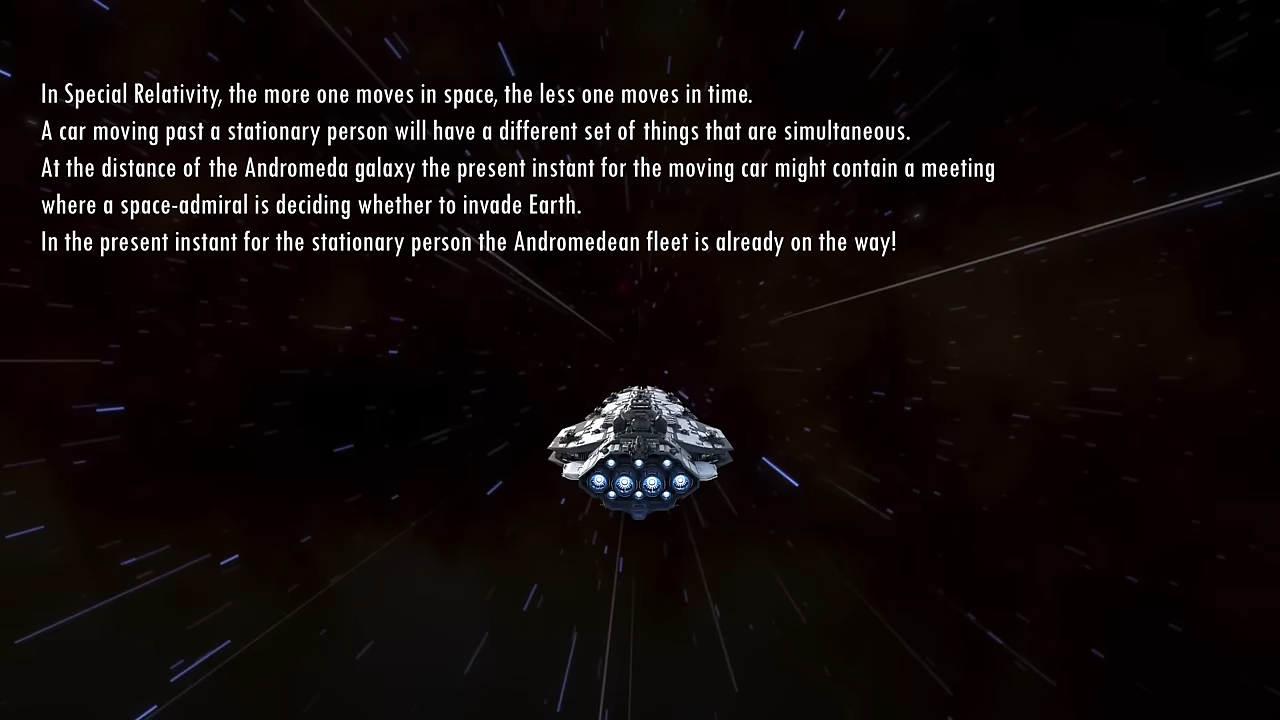 In Special Relativity, the more one moves in space, the less one moves in time.
A car moving past a stationary person will have a different set of things that are simultaneous.
At the distance of the Andromeda galaxy the present instant for the moving car might contain a meeting
where a space-admiral is deciding whether to invade Earth.
In the present instant for the stationary person the Andromedean fleet is already on the way!